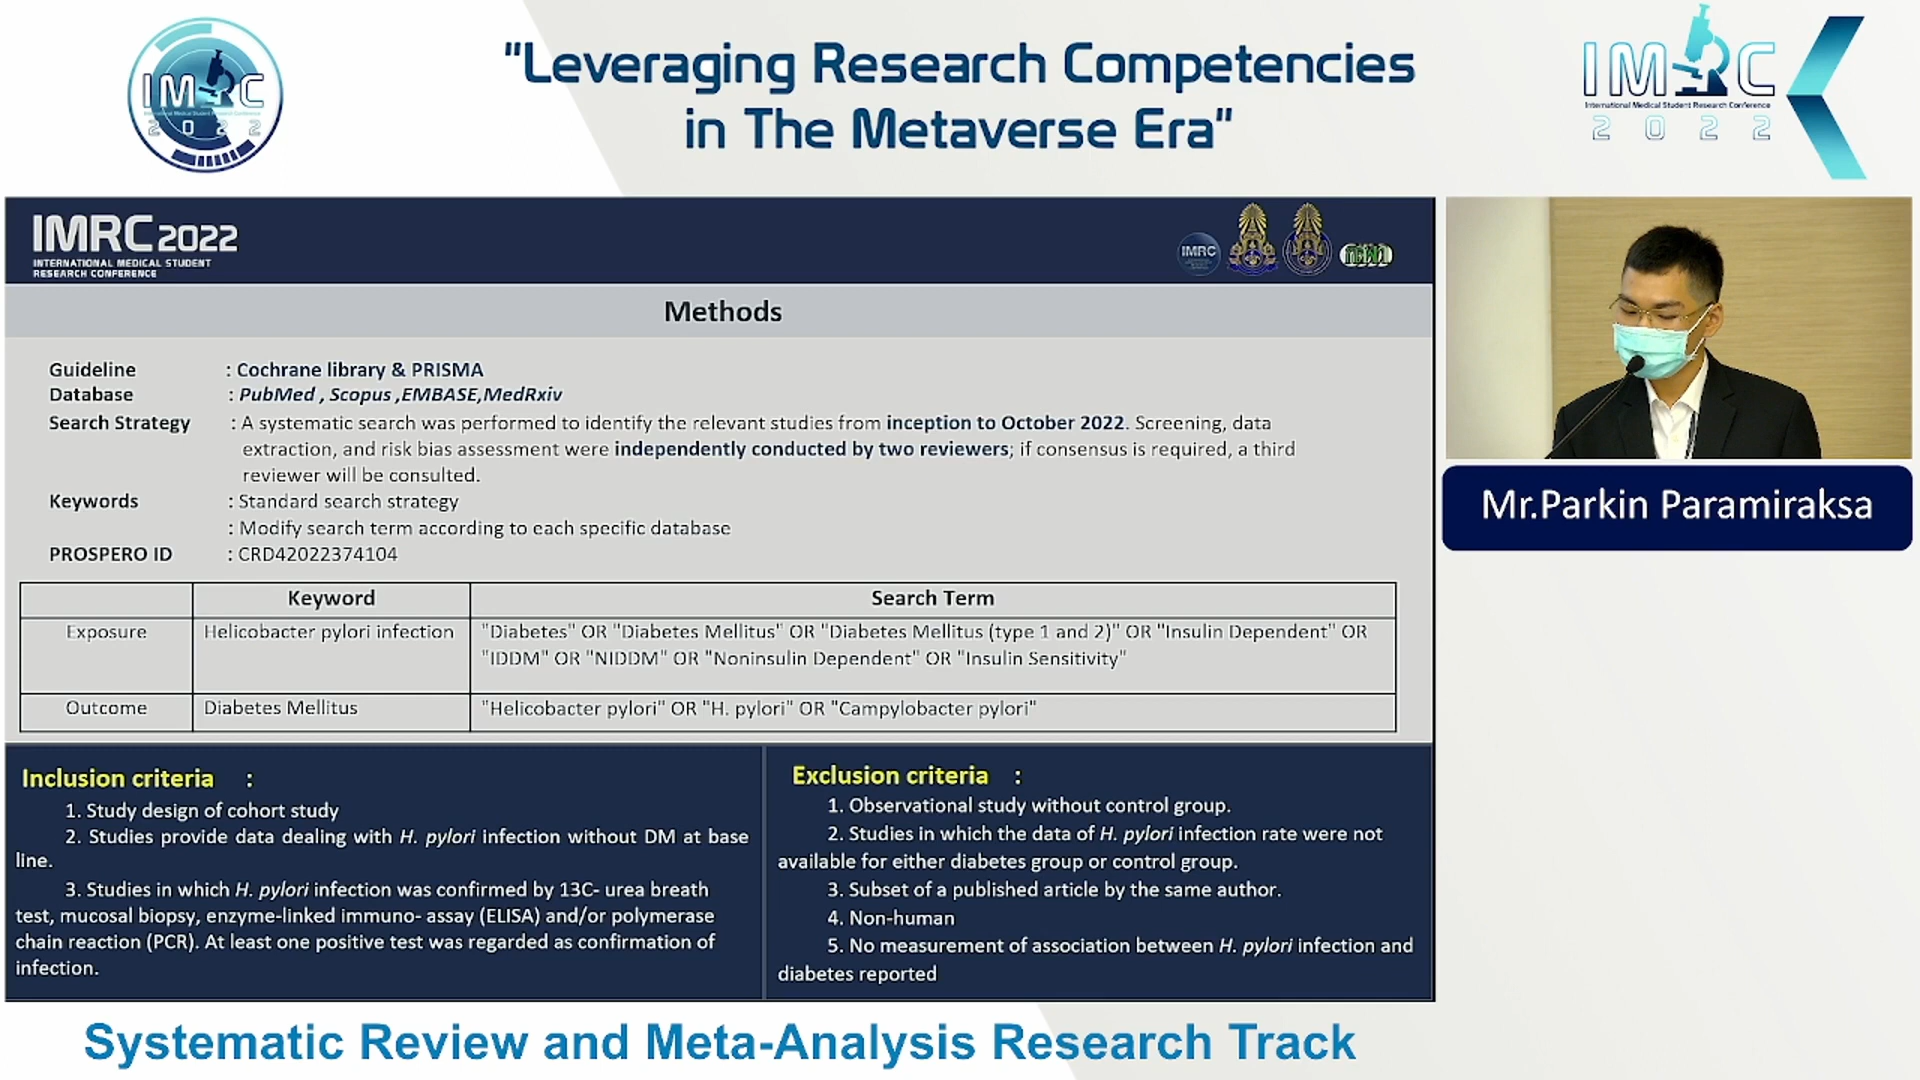 IMRC
International Medical Student Research Conference
2022
"Leveraging Research Competencies
in The Metaverse Era"
IMRC
International Medical Student Research Conference
2022
IMRC 2022
INTERNATIONAL MEDICAL STUDENT
RESEARCH CONFERENCE
IMRC
Methods
Guideline : Cochrane library & PRISMA
Database : PubMed , Scopus ,EMBASE,MedRxiv
Search Strategy : A systematic search was performed to identify the relevant studies from inception to October 2022. Screening, data
extraction, and risk bias assessment were independently conducted by two reviewers; if consensus is required, a third
reviewer will be consulted.
Keywords : Standard search strategy
: Modify search term according to each specific database
PROSPERO ID : CRD42022374104
Keyword Search Term
Exposure Helicobacter pylori infection "Diabetes" OR "Diabetes Mellitus" OR "Diabetes Mellitus (type 1 and 2)" OR "Insulin Dependent" OR
"IDDM" OR "NIDDM" OR "Noninsulin Dependent" OR "Insulin Sensitivity"
Outcome Diabetes Mellitus "Helicobacter pylori" OR "H. pylori" OR "Campylobacter pylori"
Inclusion criteria :
1. Study design of cohort study
2. Studies provide data dealing with H. pylori infection without DM at base
line.
3. Studies in which H. pylori infection was confirmed by 13C- urea breath
test, mucosal biopsy, enzyme-linked immuno- assay (ELISA) and/or polymerase
chain reaction (PCR). At least one positive test was regarded as confirmation of
infection.
Exclusion criteria :
1. Observational study without control group.
2. Studies in which the data of H. pylori infection rate were not
available for either diabetes group or control group.
3. Subset of a published article by the same author.
4. Non-human
5. No measurement of association between H. pylori infection and
diabetes reported
Mr.Parkin Paramiraksa
Systematic Review and Meta-Analysis Research Track